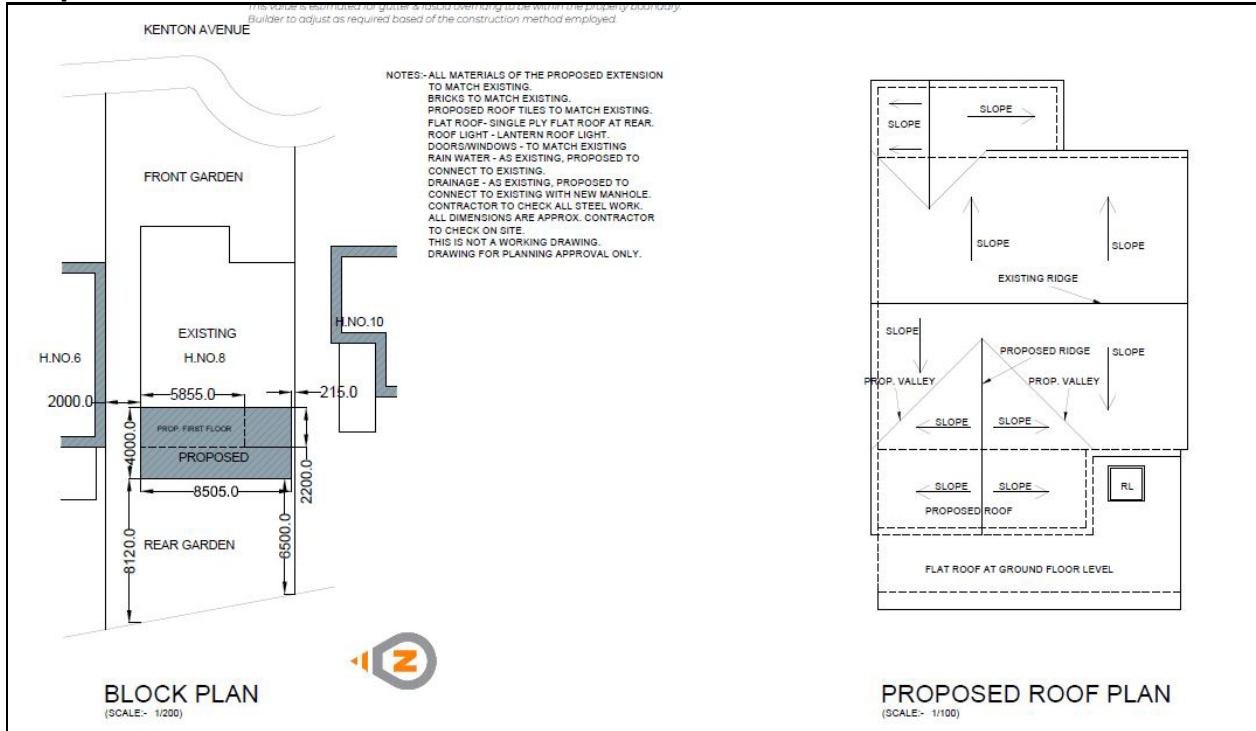 This value is estimated for gutter & fascia overhang to be within the property boundary.
Builder to adjust as required based of the construction method employed.
KENTON AVENUE
NOTES:- ALL MATERIALS OF THE PROPOSED EXTENSION
TO MATCH EXISTING.
BRICKS TO MATCH EXISTING.
PROPOSED ROOF TILES TO MATCH EXISTING.
FLAT ROOF- SINGLE PLY FLAT ROOF AT REAR.
ROOF LIGHT - LANTERN ROOF LIGHT.
DOORS/WINDOWS - TO MATCH EXISTING
RAIN WATER - AS EXISTING, PROPOSED TO
CONNECT TO EXISTING.
DRAINAGE - AS EXISTING, PROPOSED TO
CONNECT TO EXISTING WITH NEW MANHOLE.
CONTRACTOR TO CHECK ALL STEEL WORK.
ALL DIMENSIONS ARE APPROX. CONTRACTOR
TO CHECK ON SITE.
THIS IS NOT A WORKING DRAWING.
DRAWING FOR PLANNING APPROVAL ONLY.
FRONT GARDEN
EXISTING
H.NO.8
H.NO.6
H.NO.10
2000.0
5855.0
215.0
PROP. FIRST FLOOR
PROPOSED
4000.0
2200.0
8505.0
8120.0
6500.0
REAR GARDEN
N
BLOCK PLAN
(SCALE:- 1/200)
SLOPE
SLOPE
SLOPE
SLOPE
EXISTING RIDGE
SLOPE
PROPOSED RIDGE
SLOPE
PROP. VALLEY
PROP. VALLEY
SLOPE
SLOPE
SLOPE
SLOPE
RL
PROPOSED ROOF
FLAT ROOF AT GROUND FLOOR LEVEL
PROPOSED ROOF PLAN
(SCALE:- 1/100)